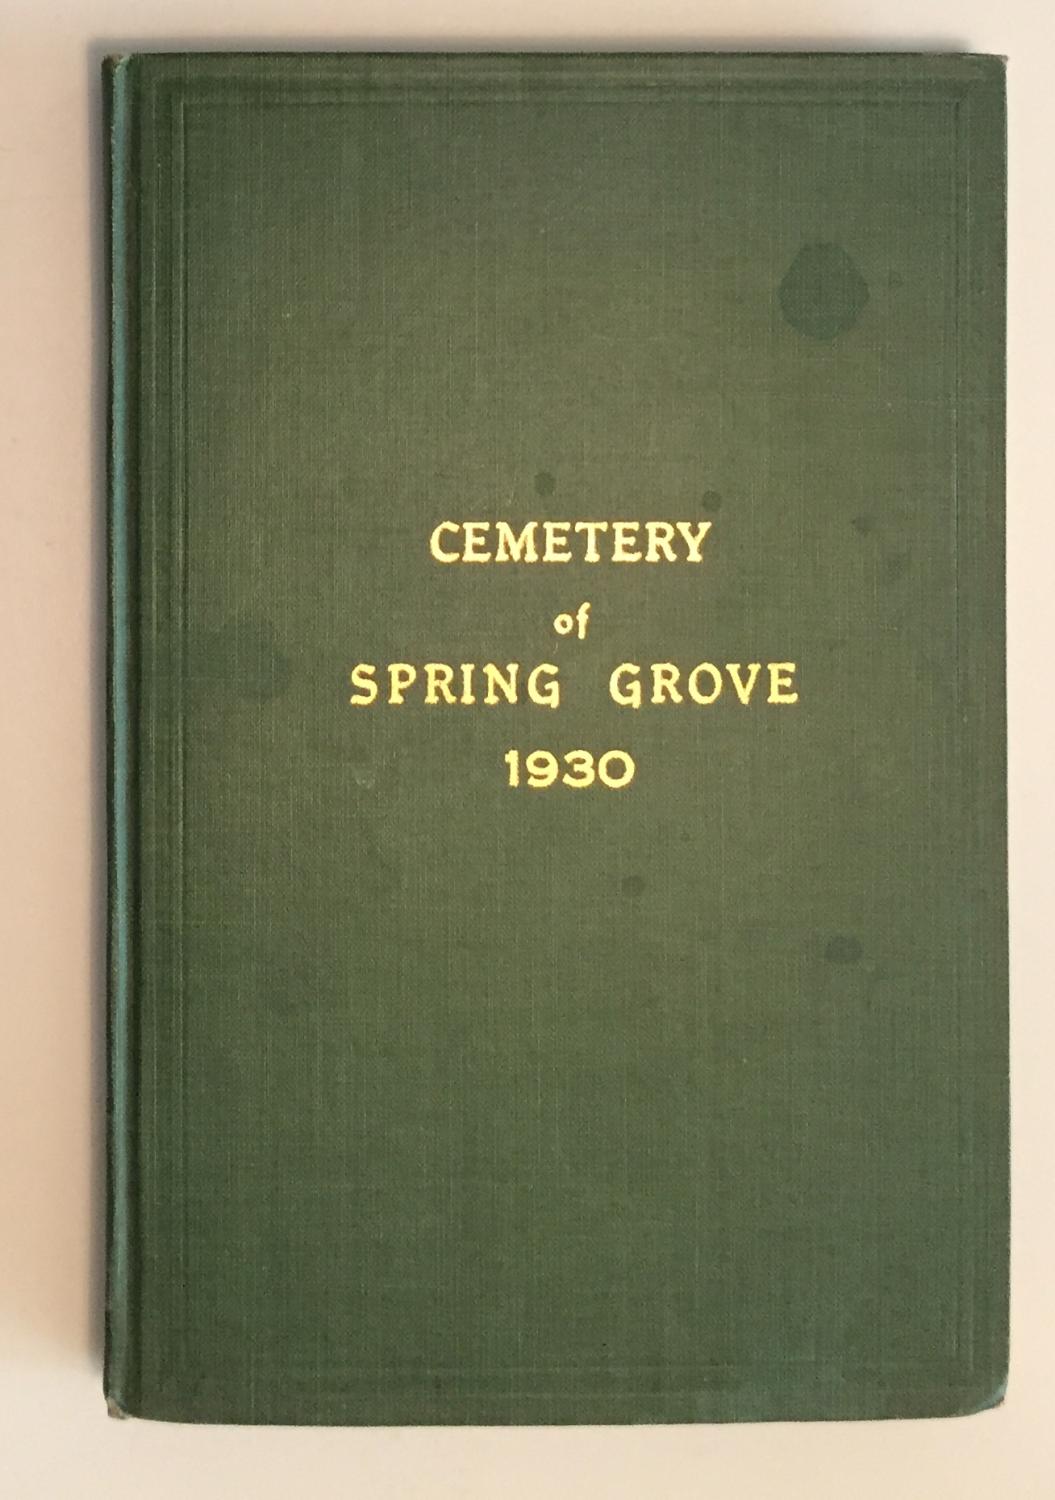 CEMETERY
of
SPRING GROVE
1930